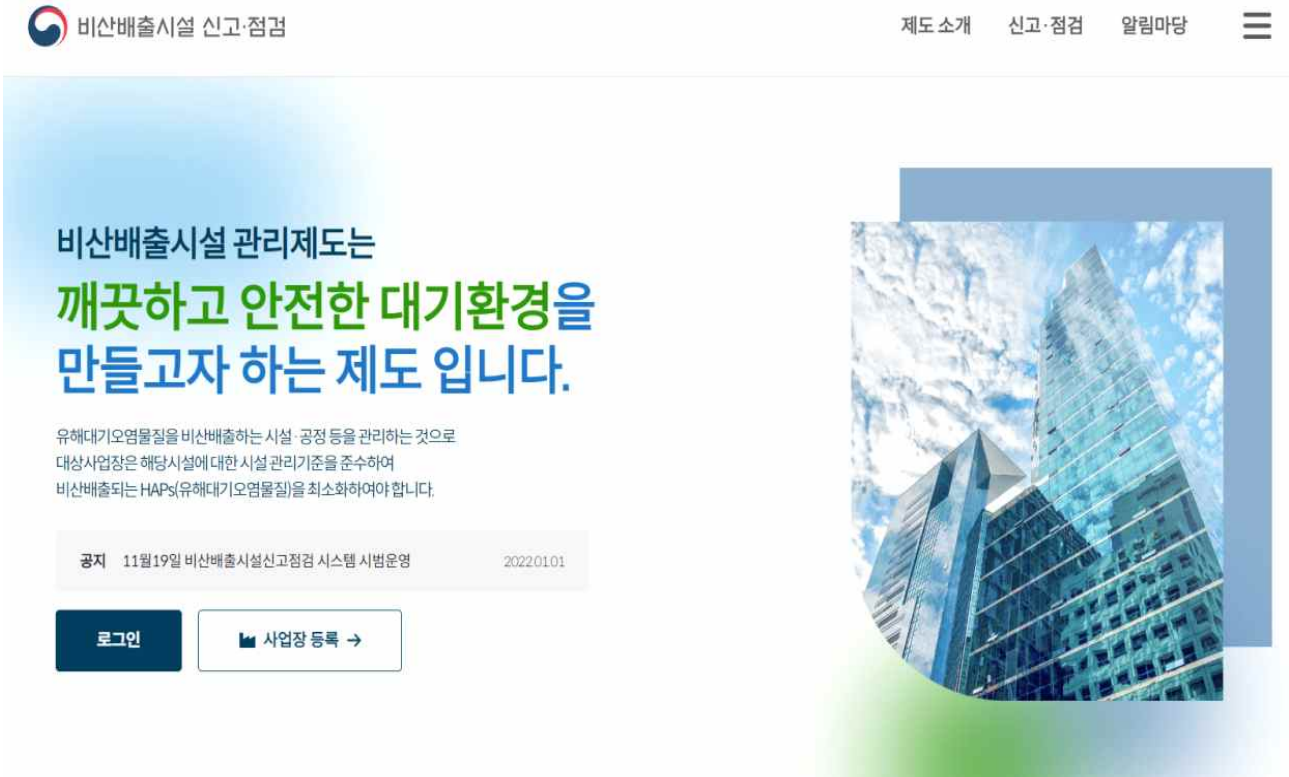 비산배출시설 신고·점검
제도 소개 신고·점검 알림마당
비산배출시설 관리제도는
깨끗하고 안전한 대기환경을
만들고자 하는 제도 입니다.
유해대기오염물질을 비산배출하는 시설·공정 등을 관리하는 것으로
대상사업장은 해당시설에 대한 시설 관리기준을 준수하여
비산배출되는 HAPs(유해대기오염물질)을 최소화하여야 합니다.
공지 11월19일 비산배출시설신고점검 시스템 시범운영 2022.01.01
로그인 사업장 등록 →